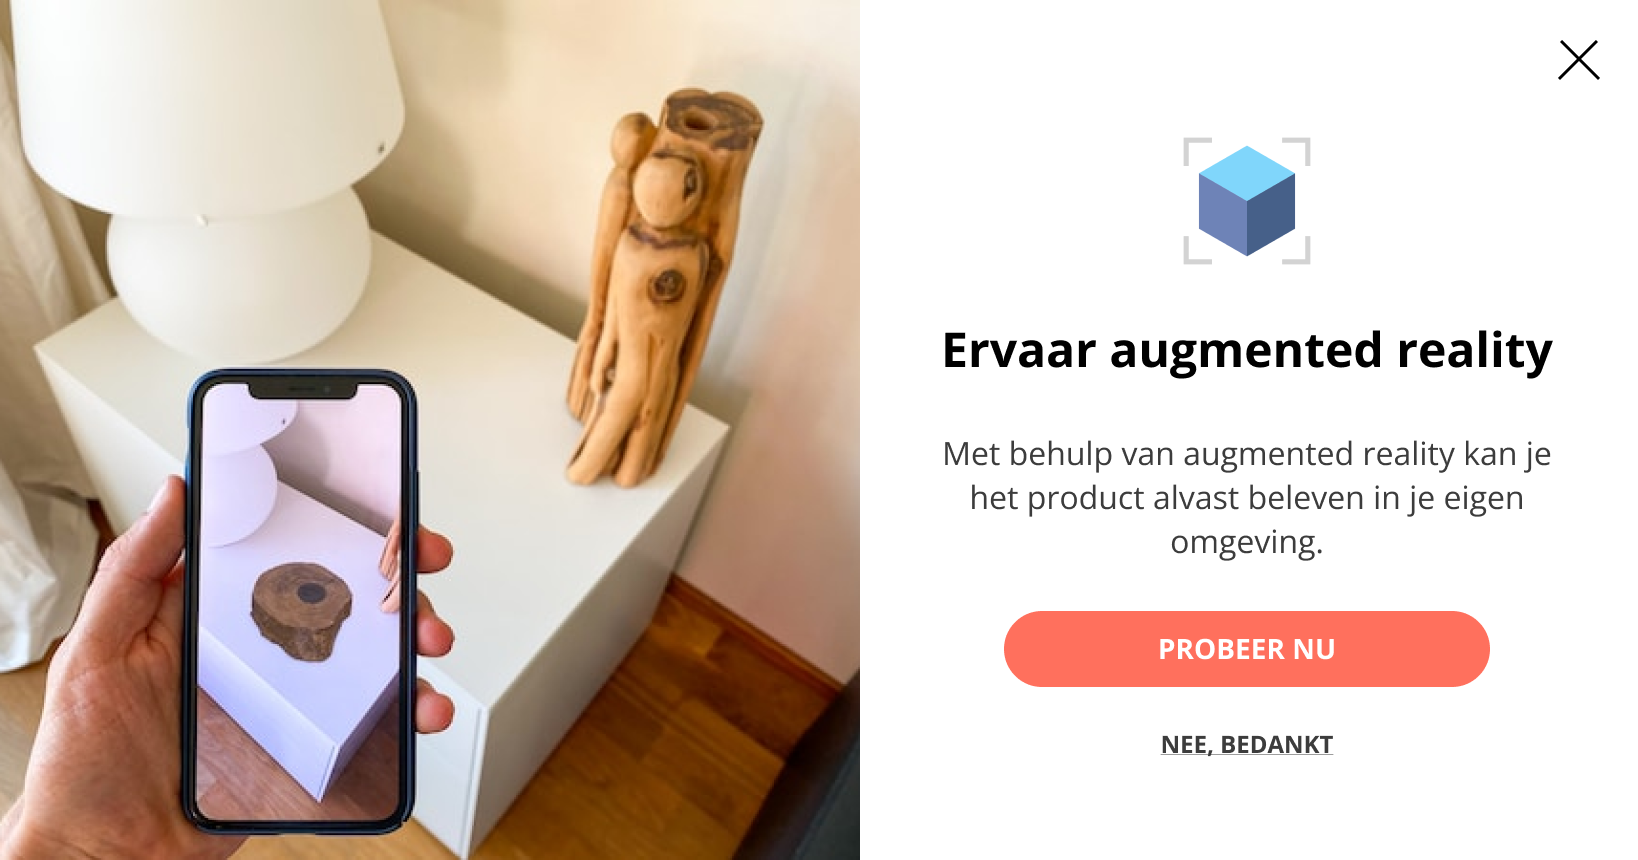 Ervaar augmented reality
Met behulp van augmented reality kan je
het product alvast beleven in je eigen
omgeving.
PROBEER NU
NEE, BEDANKT